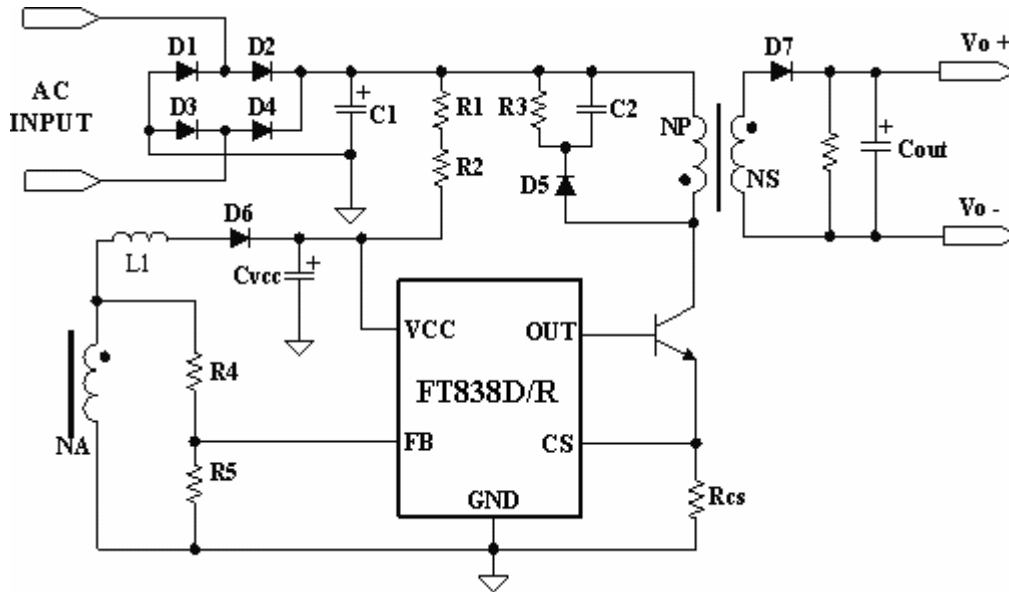 D1
D2
D7
Vo +
AC
INPUT
D3
D4
+
C1
R1
R3
C2
NP
R2
NS
+
Cout
D5
Vo -
D6
L1
Cvcc
+
VCC
OUT
R4
FT838D/R
NA
FB
CS
R5
GND
Rcs